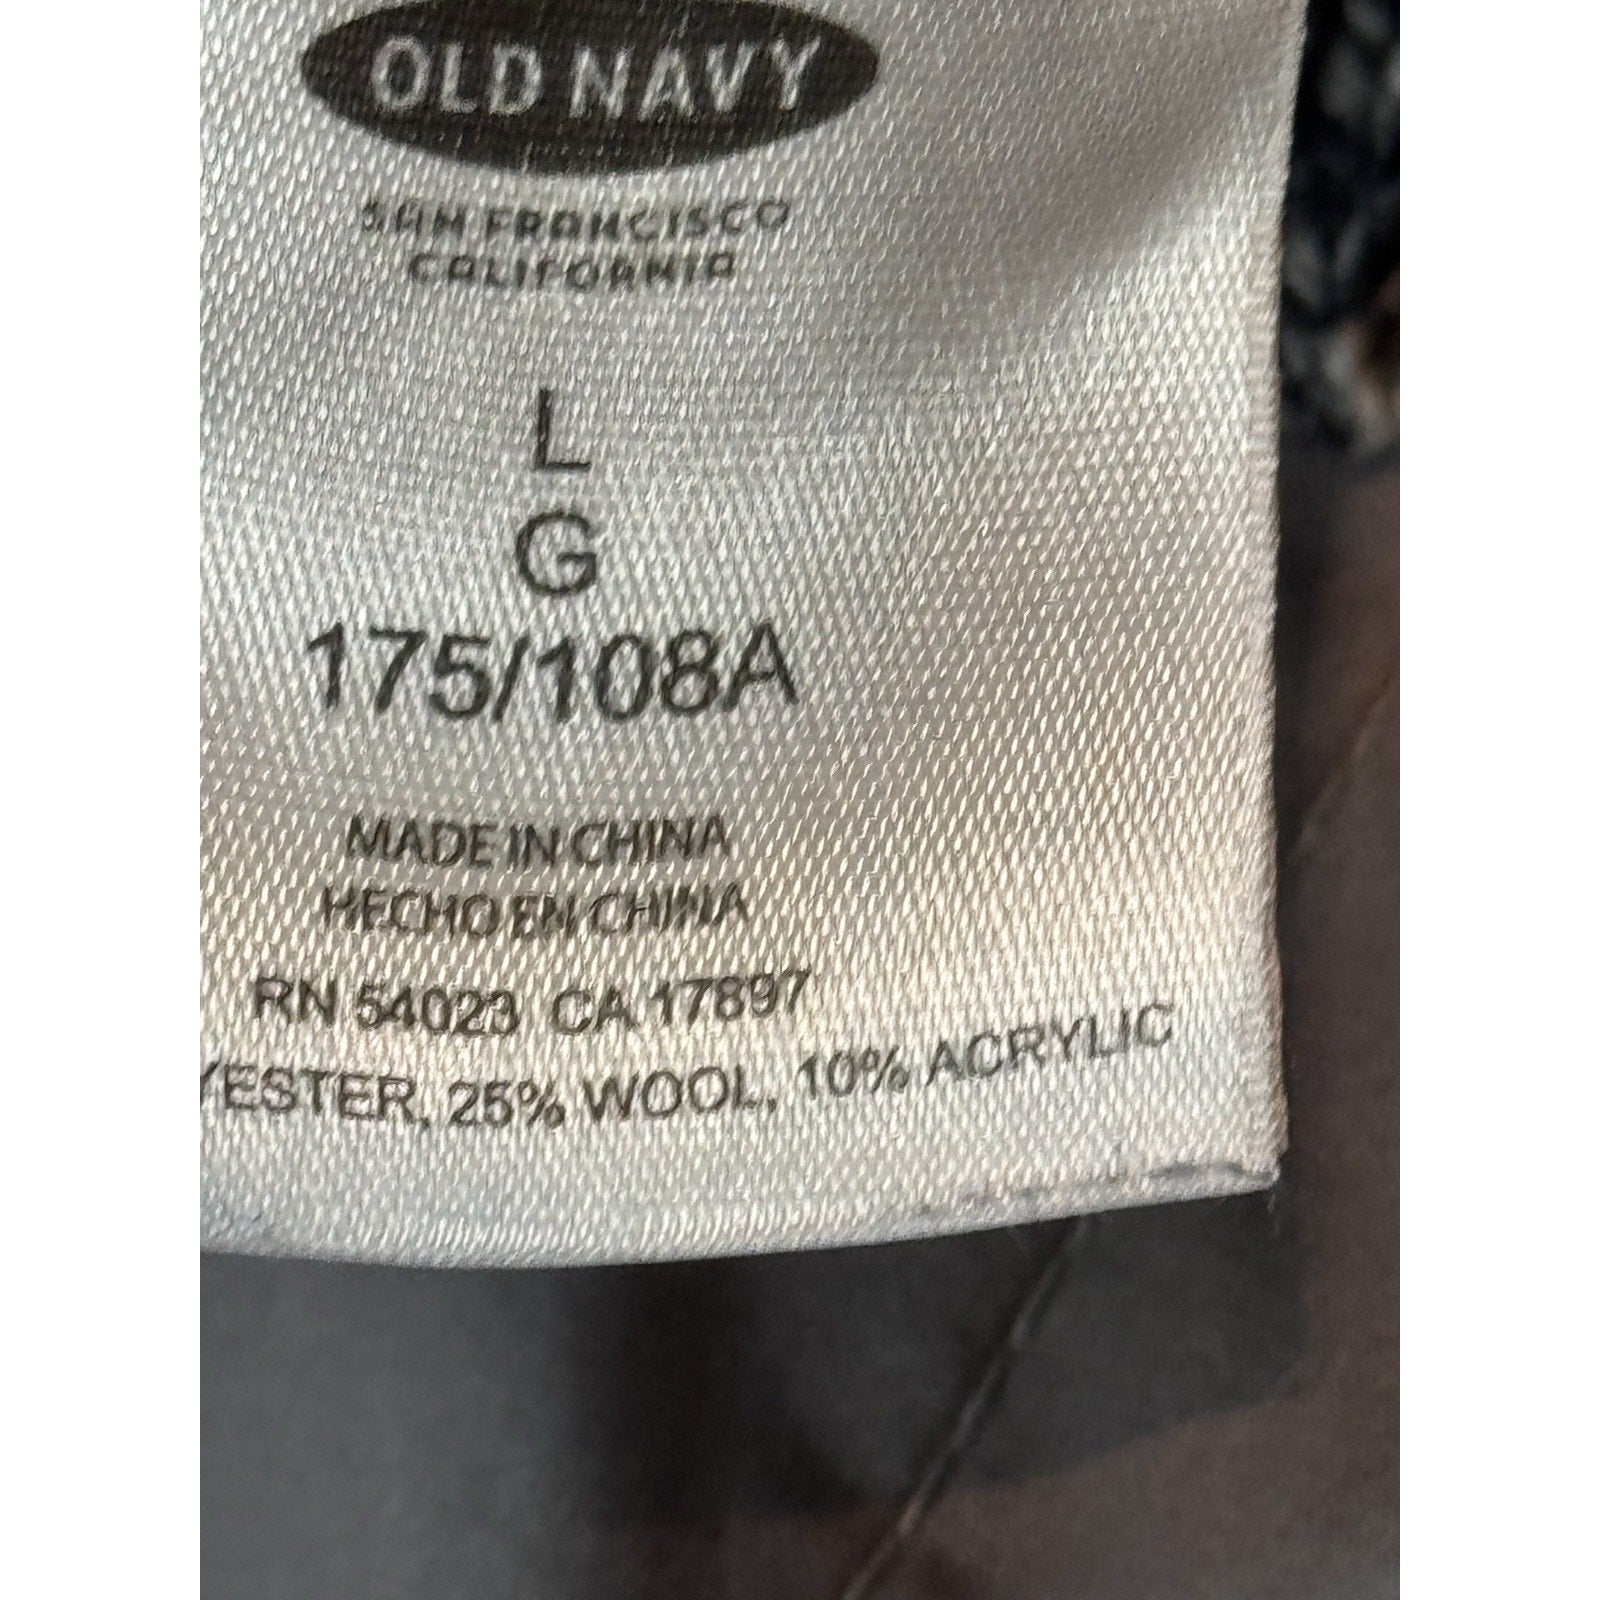 OLD NAVY
SAN FRANCISCO
CALIFORNIA
L
G
175/108A
MADE IN CHINA
HECHO EN CHINA
RN 54023 CA 17897
YESTER, 25% WOOL, 10% ACRYLIC